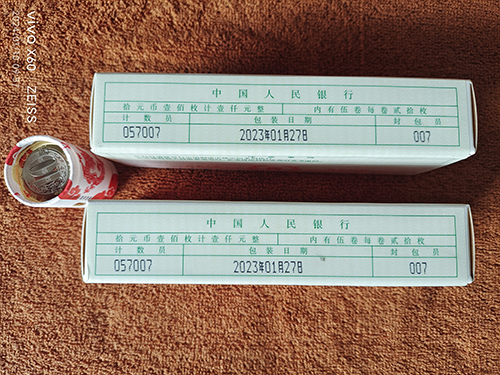 中国人民银行
拾元币壹佰枚计壹仟元整 内有伍卷每卷贰拾枚
计数员 包装日期 封包员
057007 2023年01月27日 007
中国人民银行
拾元币壹佰枚计壹仟元整 内有伍卷每卷贰拾枚
计数员 包装日期 封包员
057007 2023年01月27日 007
VIVO X60 | ZEISS